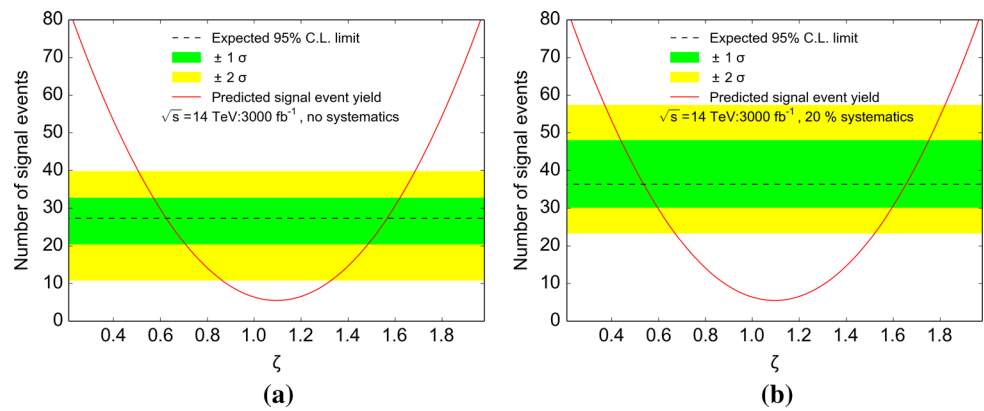 80
70
60
50
40
30
20
10
0
Number of signal events
Expected 95% C.L. limit
± 1 σ
± 2 σ
Predicted signal event yield
√s =14 TeV:3000 fb⁻¹ , no systematics
0.4 0.6 0.8 1.0 1.2 1.4 1.6 1.8
ζ
(a)
80
70
60
50
40
30
20
10
0
Number of signal events
Expected 95% C.L. limit
± 1 σ
± 2 σ
Predicted signal event yield
√s =14 TeV:3000 fb⁻¹ , 20 % systematics
0.4 0.6 0.8 1.0 1.2 1.4 1.6 1.8
ζ
(b)